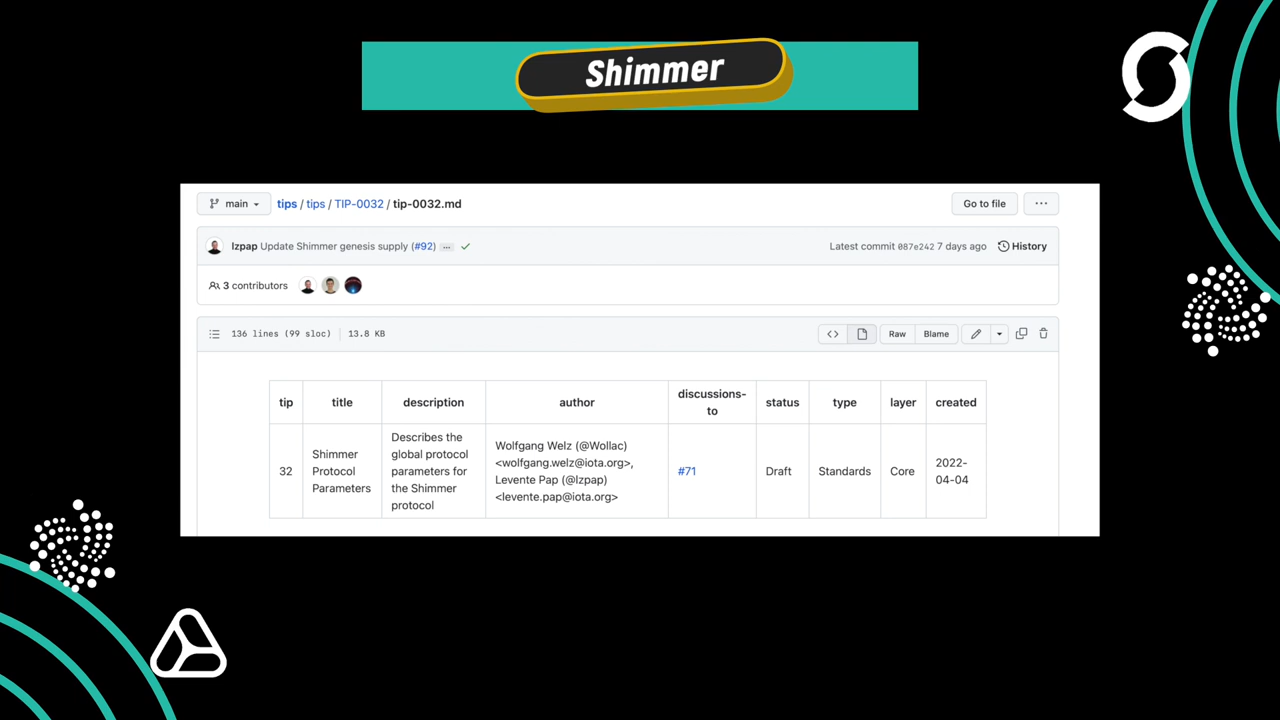 Shimmer
main tips / tips / TIP-0032 / tip-0032.md Go to file ···
lzpap Update Shimmer genesis supply (#92) ··· Latest commit 087e242 7 days ago History
3 contributors
136 lines (99 sloc) 13.8 KB <> Raw Blame
tip title description author discussions-to status type layer created
32
Shimmer
Protocol
Parameters
Describes the
global protocol
parameters for
the Shimmer
protocol
Wolfgang Welz (@Wollac)
<wolfgang.welz@iota.org>,
Levente Pap (@lzpap)
<levente.pap@iota.org>
#71
Draft
Standards
Core
2022-
04-04